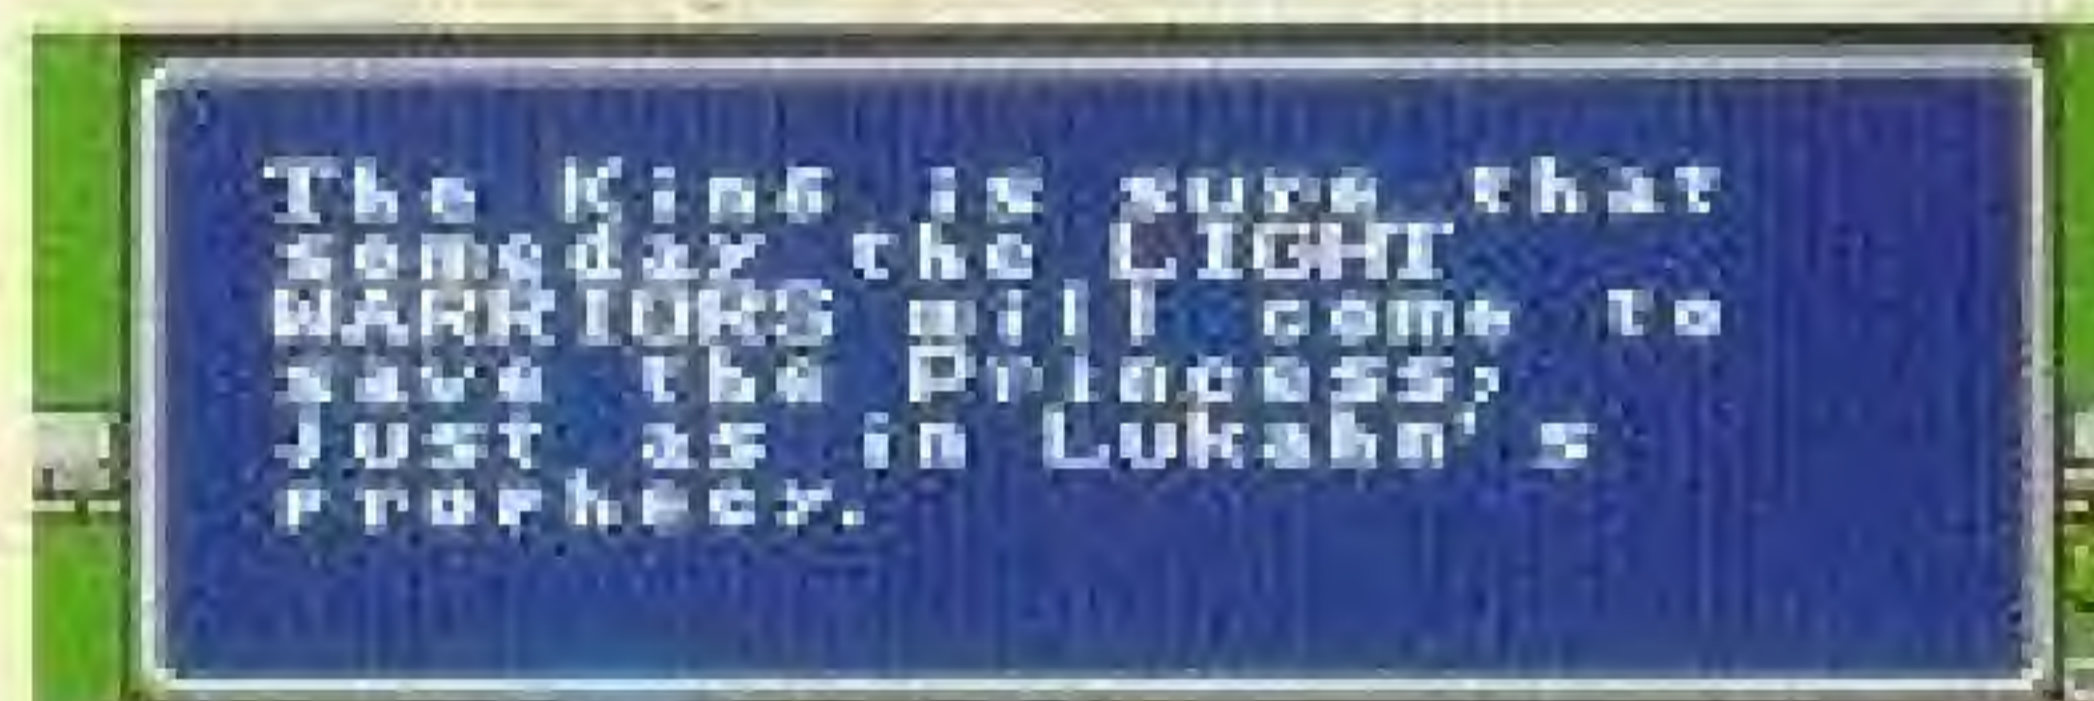 The King is sure that
someday the LIGHT
WARRIORS will come to
save the Princess,
just as in Lukahn's
prophecy.